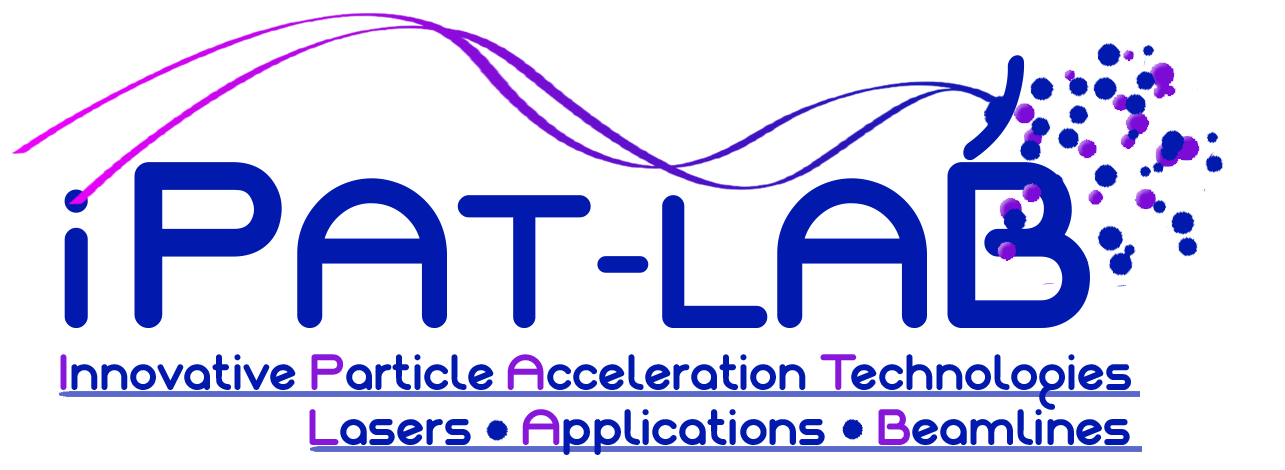 iPAT-LAB
Innovative Particle Acceleration Technologies
Lasers • Applications • Beamlines